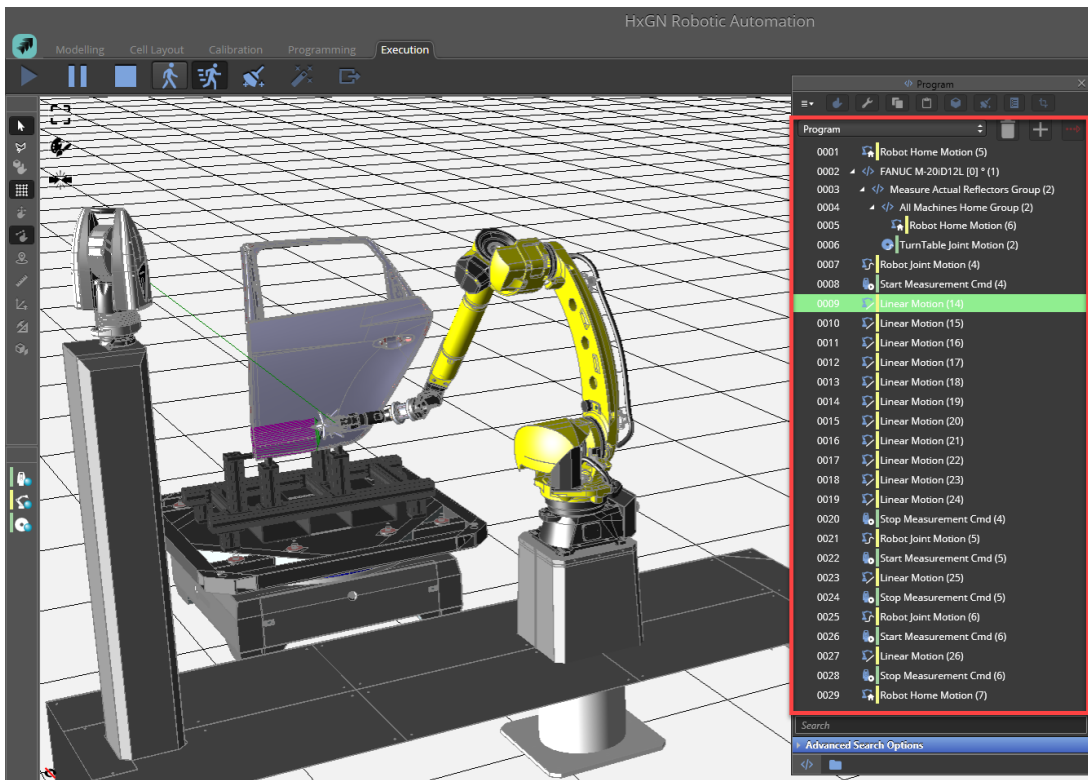 HxGN Robotic Automation
Modelling Cell Layout Calibration Programming Execution
Program
Program
0001 Robot Home Motion (5)
0002 FANUC M-20iD12L [0] * (1)
0003 Measure Actual Reflectors Group (2)
0004 All Machines Home Group (2)
0005 Robot Home Motion (6)
0006 TurnTable Joint Motion (2)
0007 Robot Joint Motion (4)
0008 Start Measurement Cmd (4)
0009 Linear Motion (14)
0010 Linear Motion (15)
0011 Linear Motion (16)
0012 Linear Motion (17)
0013 Linear Motion (18)
0014 Linear Motion (19)
0015 Linear Motion (20)
0016 Linear Motion (21)
0017 Linear Motion (22)
0018 Linear Motion (23)
0019 Linear Motion (24)
0020 Stop Measurement Cmd (4)
0021 Robot Joint Motion (5)
0022 Start Measurement Cmd (5)
0023 Linear Motion (25)
0024 Stop Measurement Cmd (5)
0025 Robot Joint Motion (6)
0026 Start Measurement Cmd (6)
0027 Linear Motion (26)
0028 Stop Measurement Cmd (6)
0029 Robot Home Motion (7)
Search
Advanced Search Options